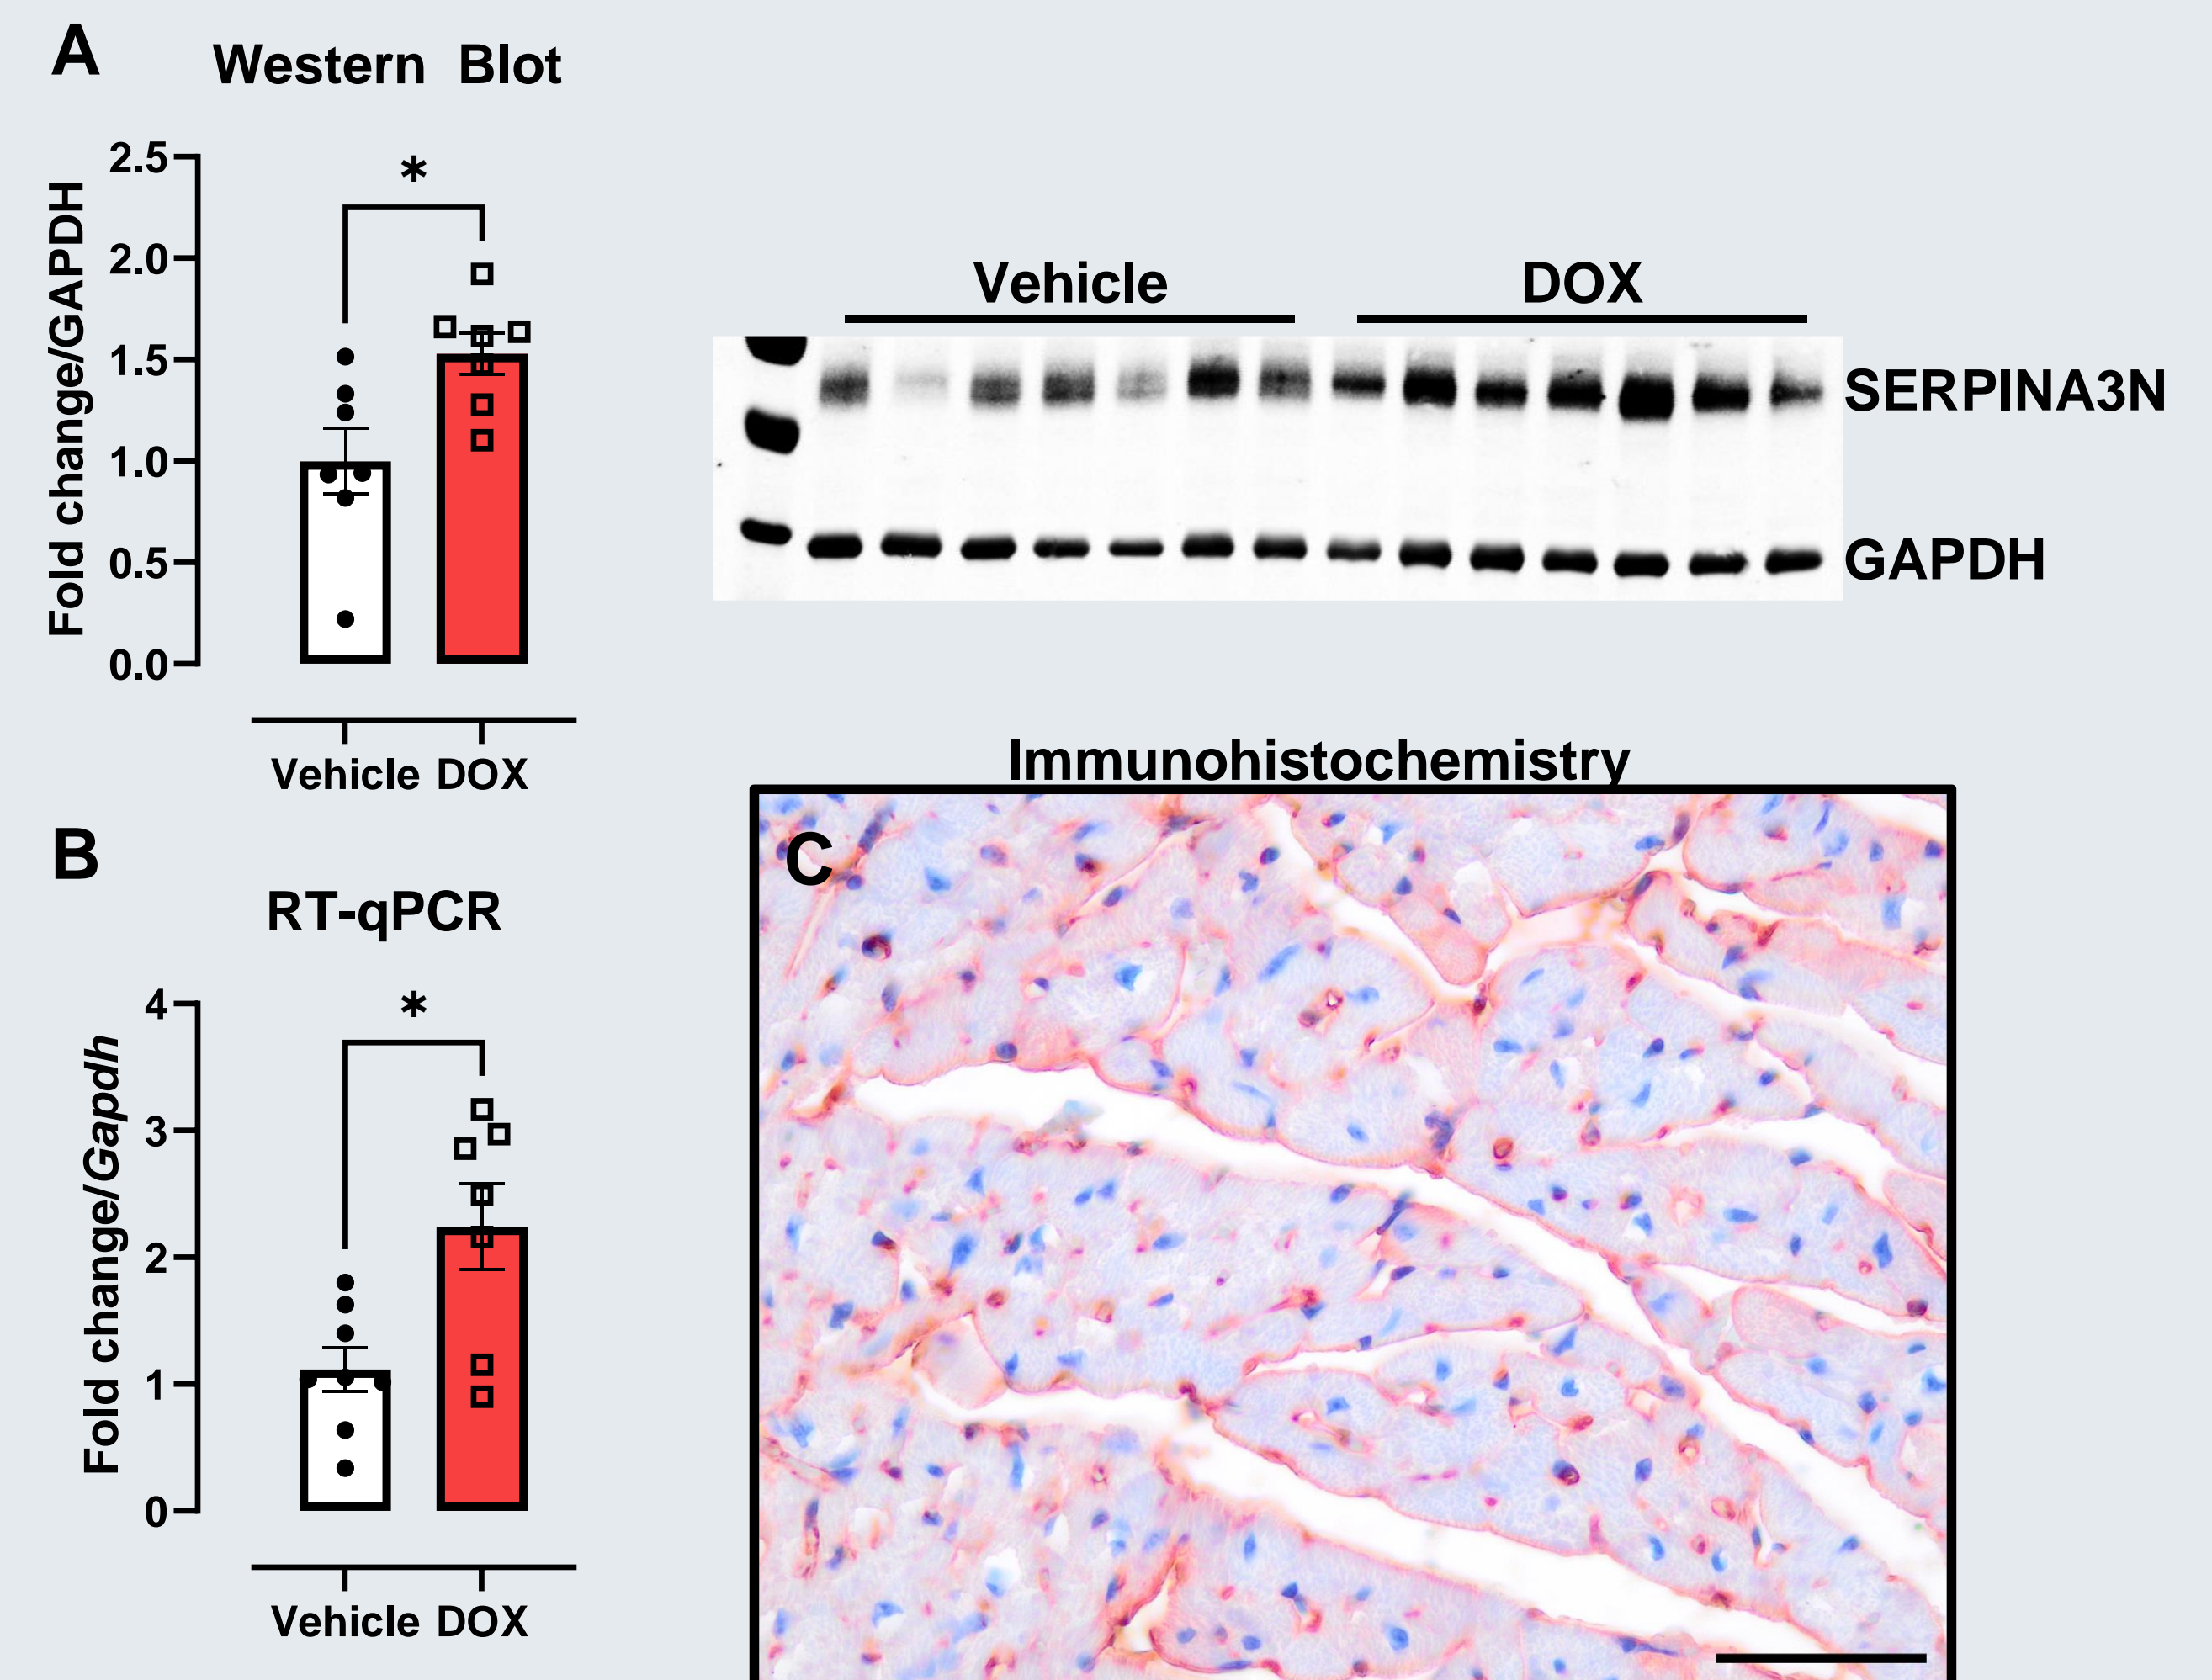 A
Western Blot
Fold change/GAPDH
2.5
2.0
1.5
1.0
0.5
0.0
*
Vehicle DOX
Vehicle DOX
SERPINA3N
GAPDH
B
RT-qPCR
Fold change/Gapdh
4
3
2
1
0
*
Vehicle DOX
Immunohistochemistry
C